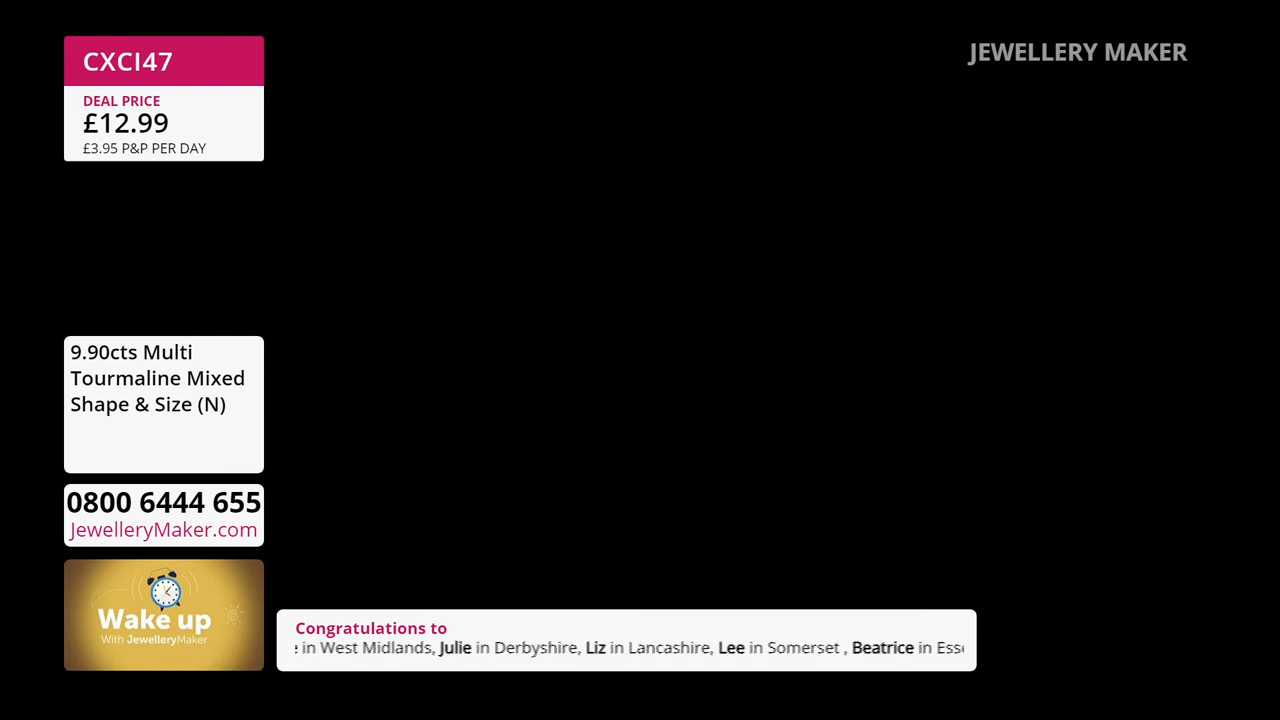 CXCI47
DEAL PRICE
£12.99
£3.95 P&P PER DAY
JEWELLERY MAKER
9.90cts Multi
Tourmaline Mixed
Shape & Size (N)
0800 6444 655
JewelleryMaker.com
Wake up
With JewelleryMaker
Congratulations to
in West Midlands, Julie in Derbyshire, Liz in Lancashire, Lee in Somerset , Beatrice in